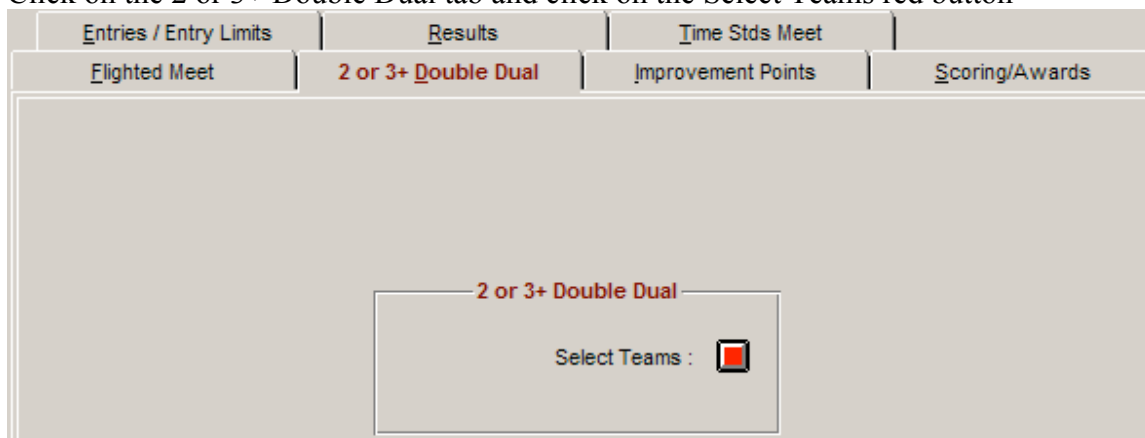 Click on the 2 or 3+ Double Dual tab and click on the Select Teams red button
Entries / Entry Limits Results Time Stds Meet
Flighted Meet 2 or 3+ Double Dual Improvement Points Scoring/Awards
2 or 3+ Double Dual
Select Teams :